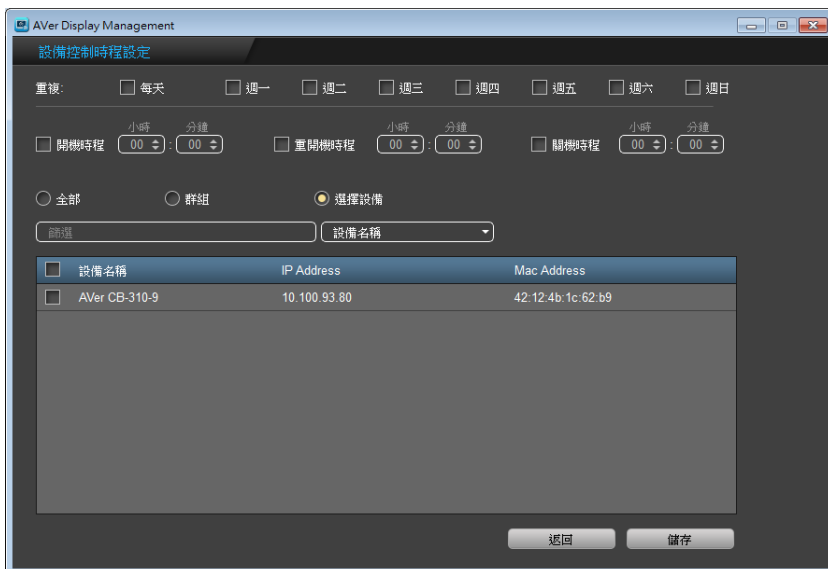 AVer Display Management
設備控制時程設定
重複: 每天 週一 週二 週三 週四 週五 週六 週日
小時 分鐘 小時 分鐘 小時 分鐘
開機時程 00 : 00 重開機時程 00 : 00 關機時程 00 : 00
全部 群組 選擇設備
篩選 設備名稱
設備名稱 IP Address Mac Address
AVer CB-310-9 10.100.93.80 42:12:4b:1c:62:b9
返回 儲存